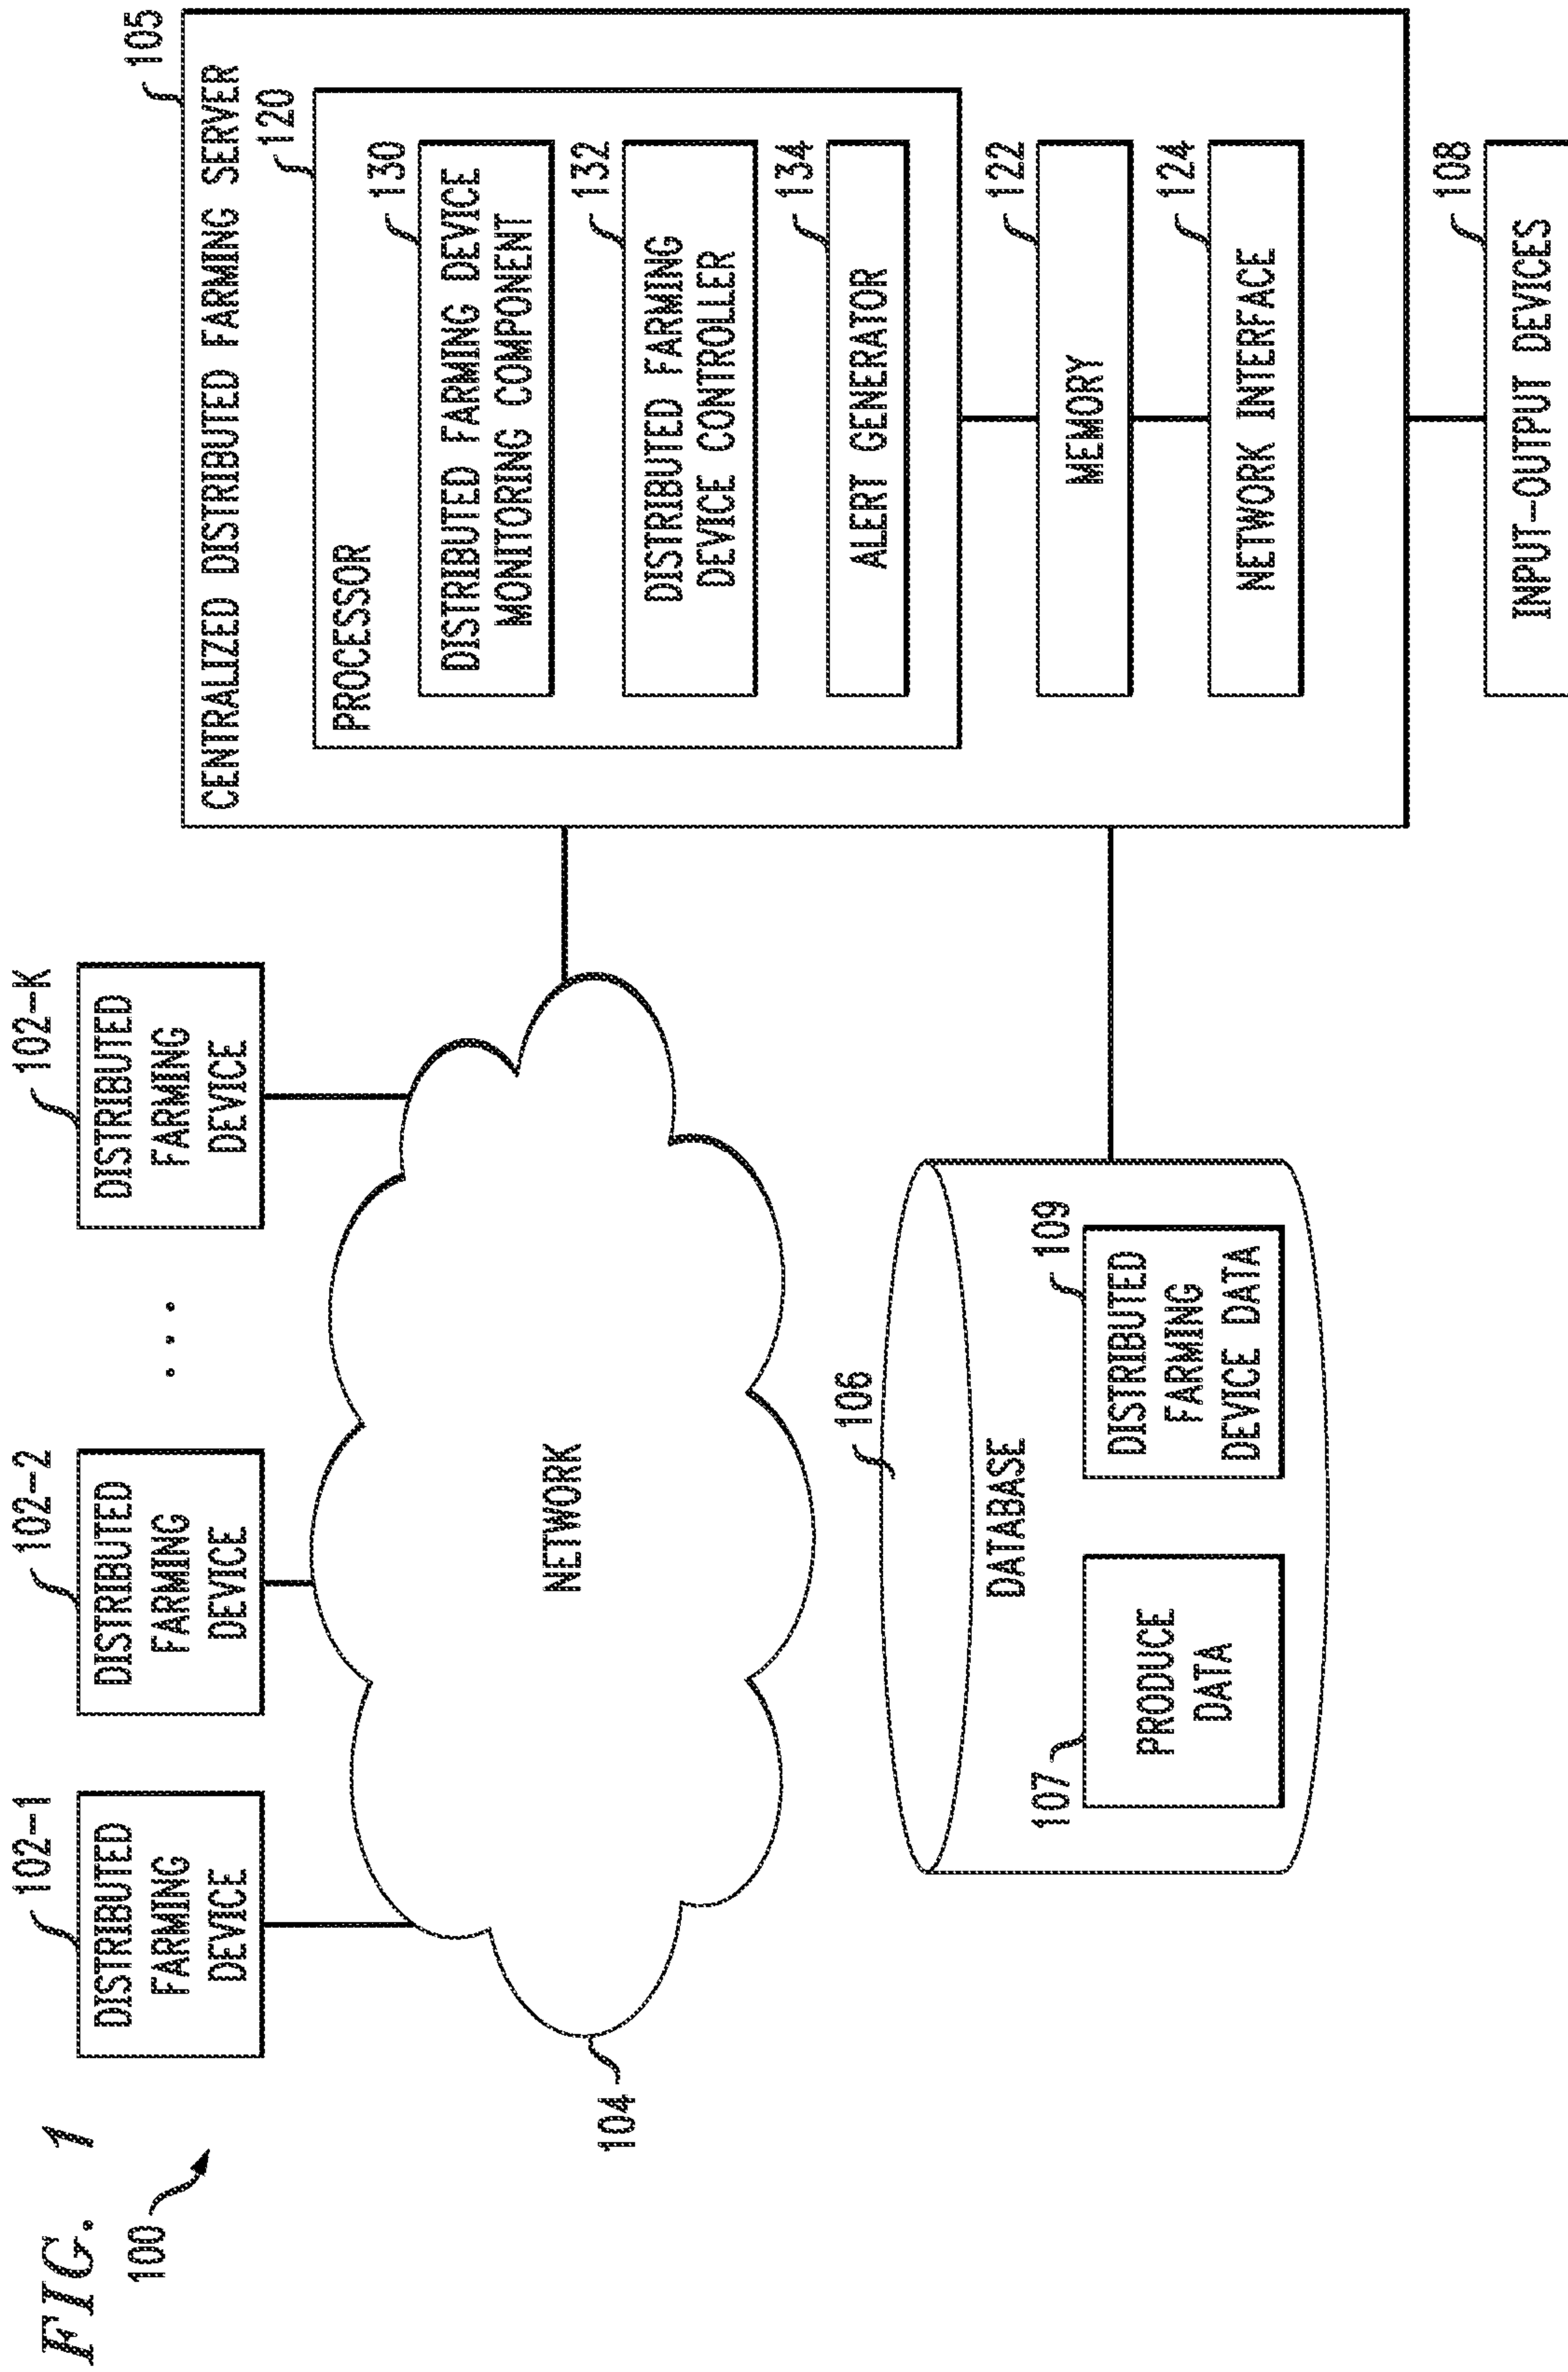 FIG. 1
100
102-1
DISTRIBUTED
FARMING
DEVICE
102-2
DISTRIBUTED
FARMING
DEVICE
. . .
102-K
DISTRIBUTED
FARMING
DEVICE
104
NETWORK
106
DATABASE
107
PRODUCE
DATA
109
DISTRIBUTED
FARMING
DEVICE DATA
105
CENTRALIZED DISTRIBUTED FARMING SERVER
120
PROCESSOR
130
DISTRIBUTED FARMING DEVICE
MONITORING COMPONENT
132
DISTRIBUTED FARMING
DEVICE CONTROLLER
134
ALERT GENERATOR
122
MEMORY
124
NETWORK INTERFACE
108
INPUT-OUTPUT DEVICES